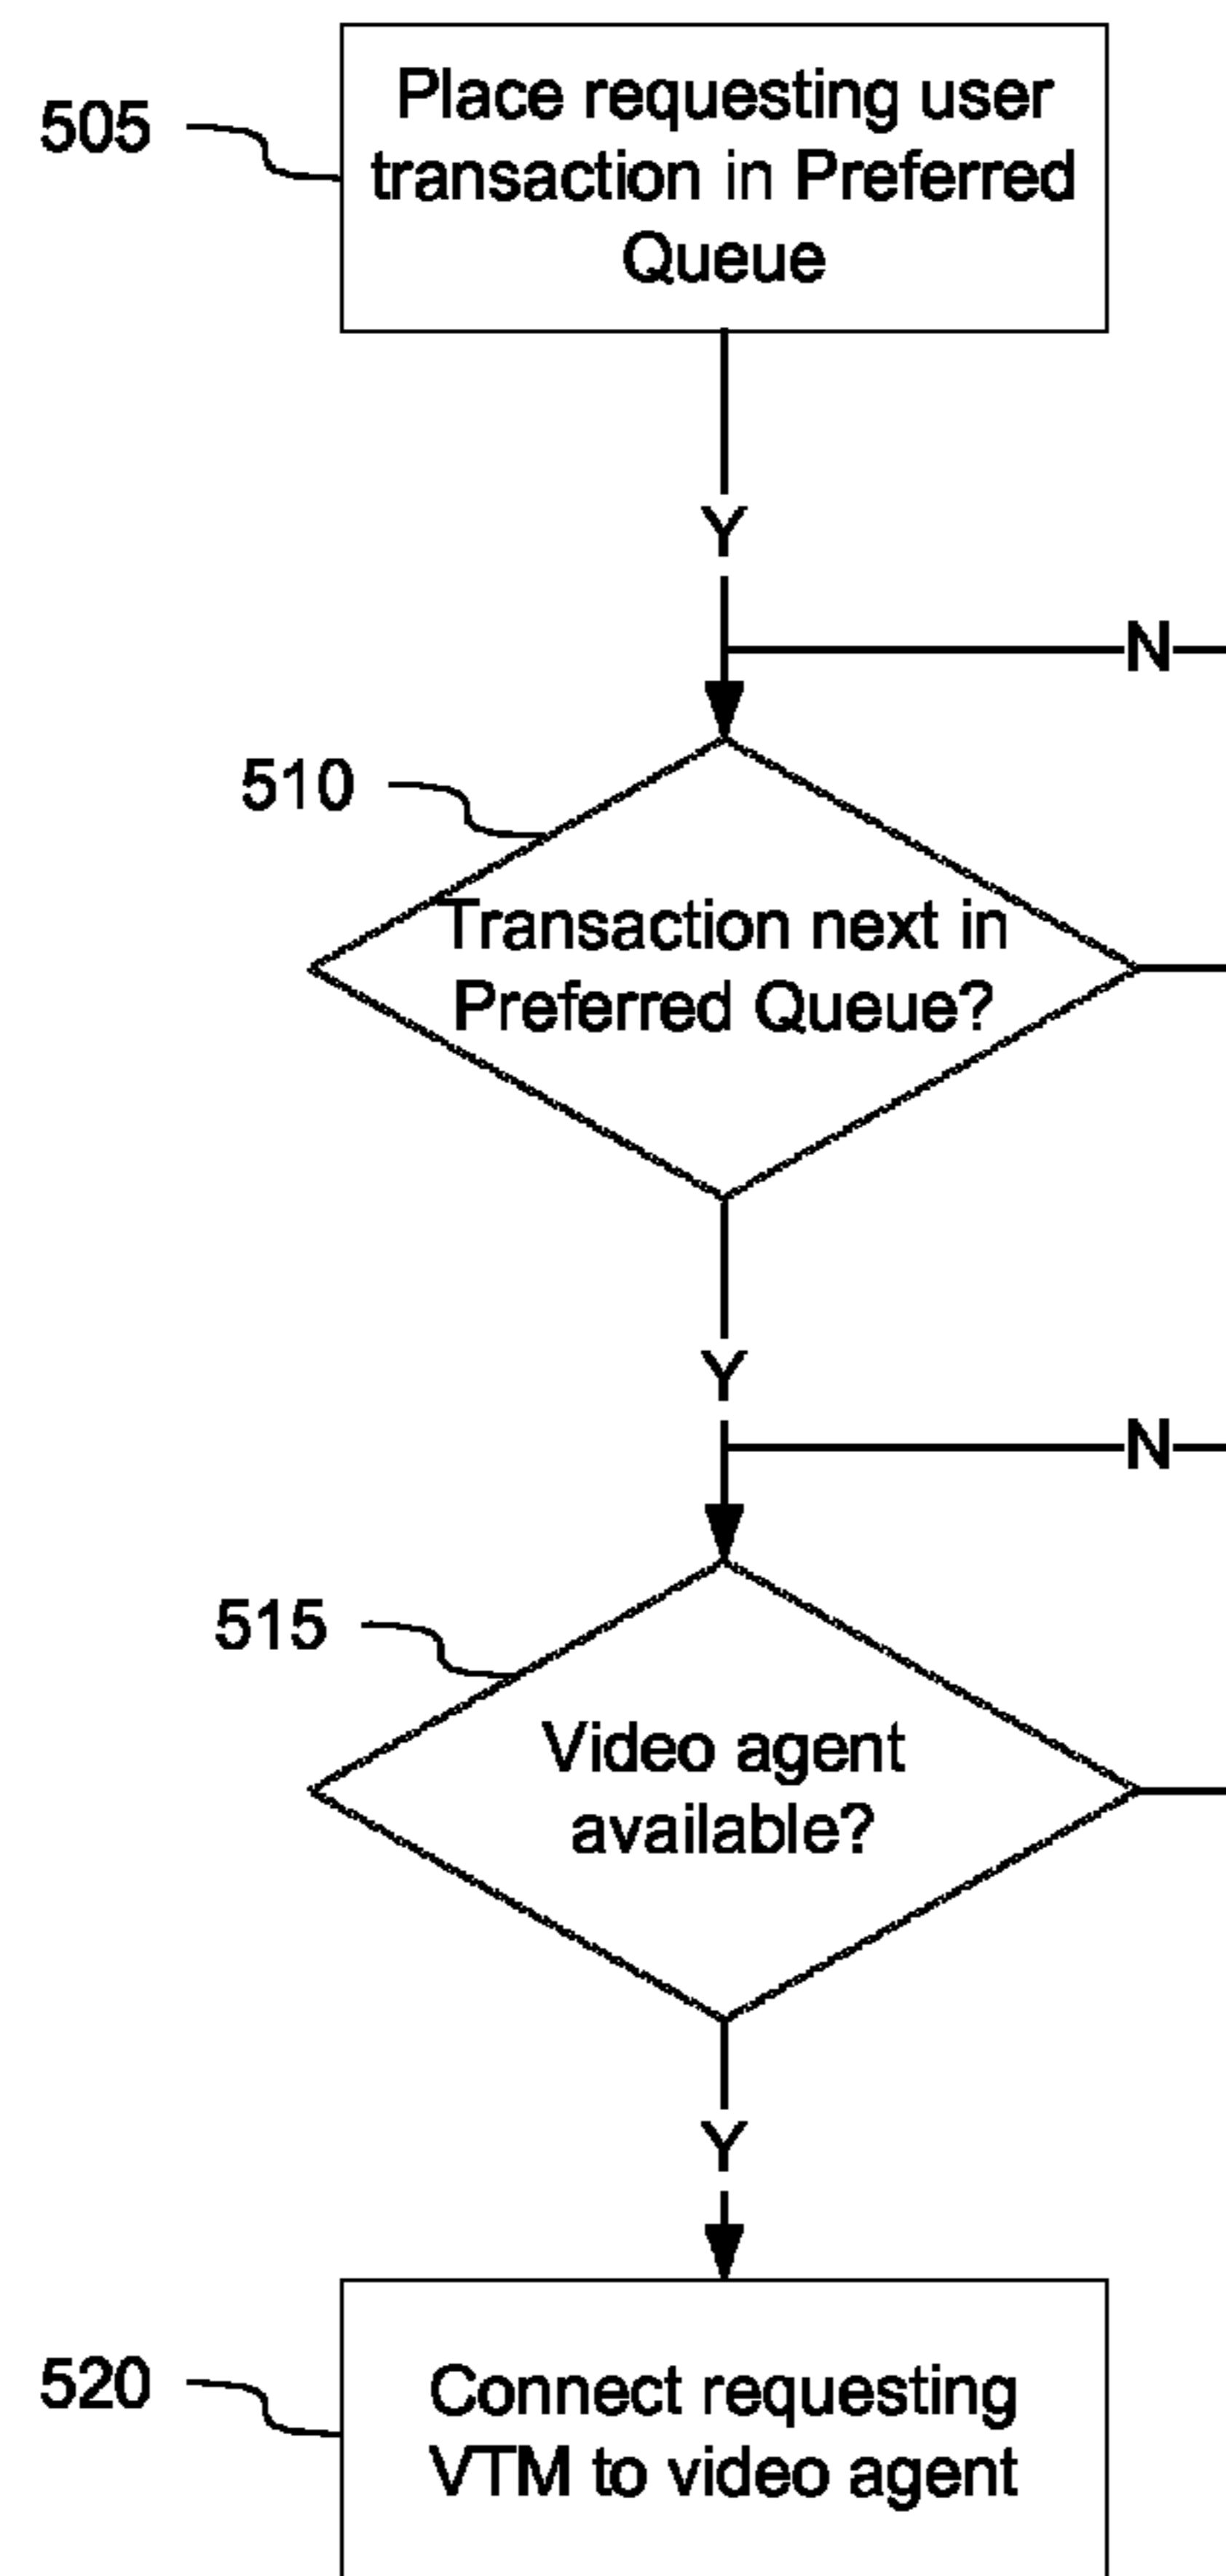 505
Place requesting user
transaction in Preferred
Queue
Y
N
510
Transaction next in
Preferred Queue?
Y
N
515
Video agent
available?
Y
520
Connect requesting
VTM to video agent